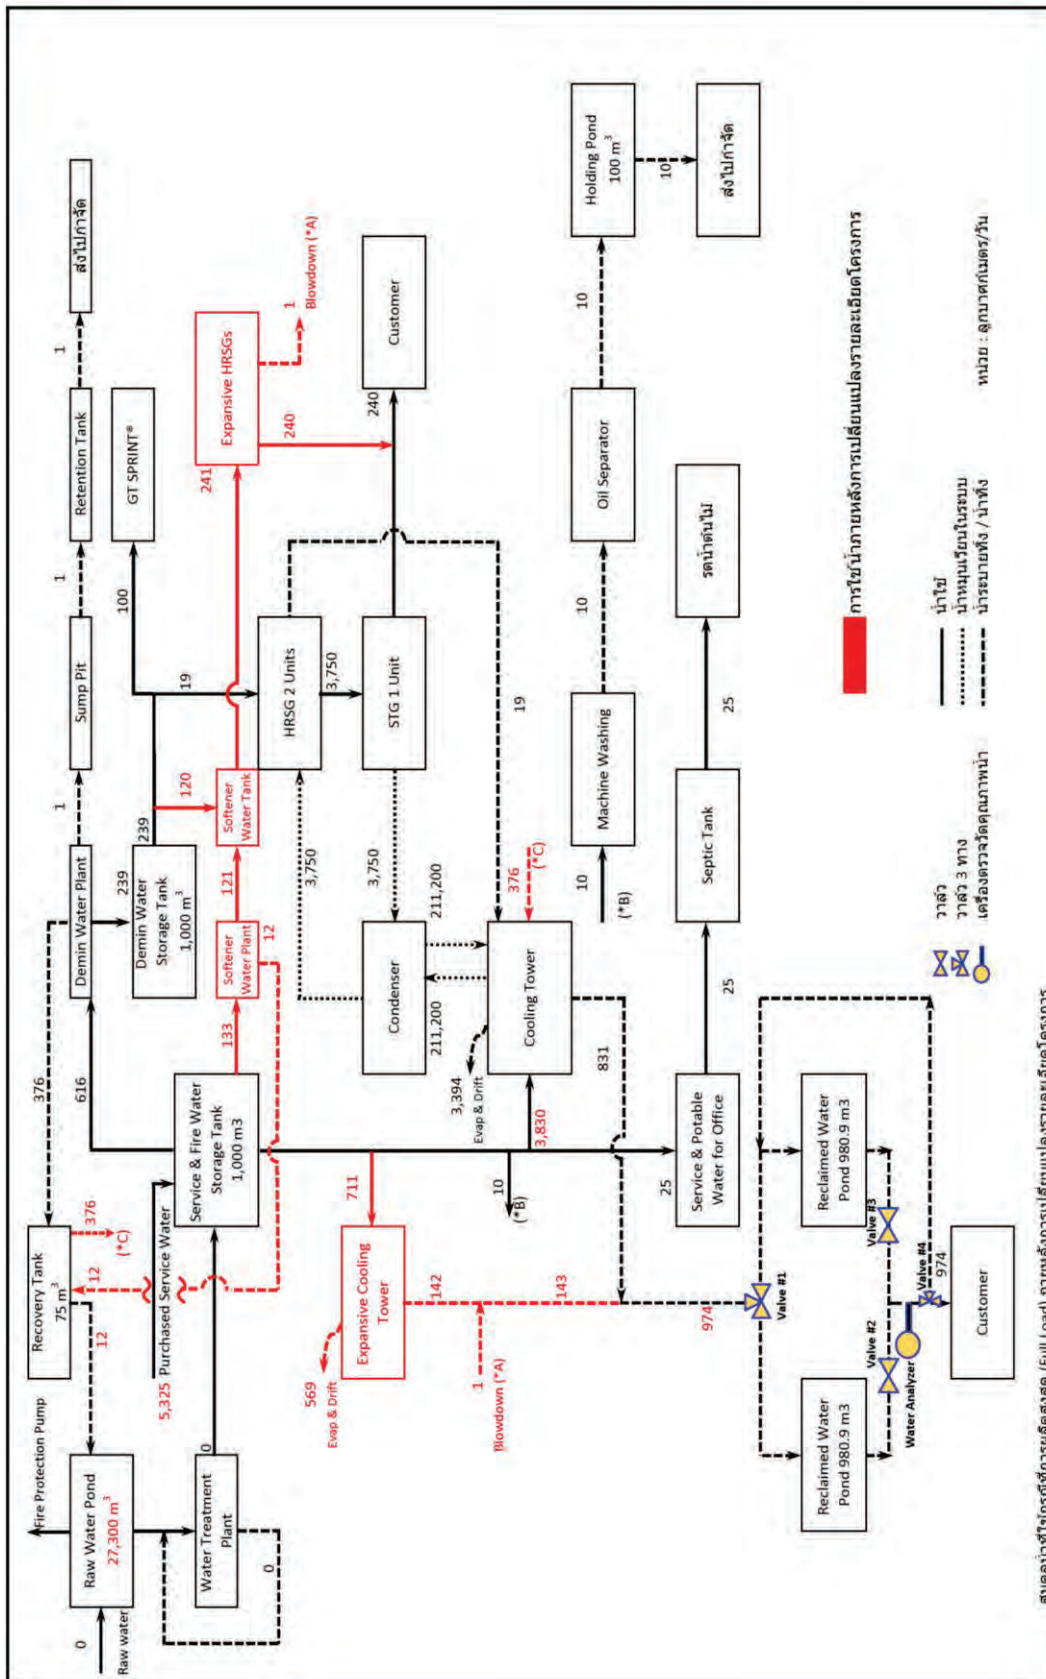 0
Raw water
Fire Protection Pump
Raw Water Pond
27,300 m³
Water Treatment
Plant
0
0
12
Recovery Tank
75 m³
12
376
(*C)
5,325 Purchased Service Water
376
616
Service & Fire Water
Storage Tank
1,000 m3
133
Demin Water Plant
239
Demin Water
Storage Tank
1,000 m³
239
Softener
Water Plant
12
121
120
Softener
Water Tank
1
Sump Pit
1
Retention Tank
1
ส่งไปกำจัด
100
GT SPRINT®
19
HRSG 2 Units
3,750
STG 1 Unit
241
Expansive HRSGs
1
Blowdown (*A)
240
240
Customer
3,750
3,750
Condenser
211,200
211,200
Cooling Tower
376
(*C)
19
3,394
Evap & Drift
831
3,830
711
10
(*B)
Expansive Cooling
Tower
569
Evap & Drift
142
143
1
Blowdown (*A)
974
10
(*B)
Machine Washing
10
Oil Separator
10
Holding Pond
100 m³
10
ส่งไปกำจัด
25
Service & Potable
Water for Office
25
Septic Tank
25
รดน้ำต้นไม้
Valve #1
Reclaimed Water
Pond 980.9 m3
Reclaimed Water
Pond 980.9 m3
Valve #2
Valve #3
Water Analyzer
Valve #4
974
Customer
การใช้น้ำภายหลังการเปลี่ยนแปลงรายละเอียดโครงการ
วาล์ว
วาล์ว 3 ทาง
เครื่องตรวจวัดคุณภาพน้ำ
น้ำใช้
น้ำหมุนเวียนในระบบ
น้ำระบายทิ้ง / น้ำทิ้ง
หน่วย : ลูกบาศก์เมตร/วัน